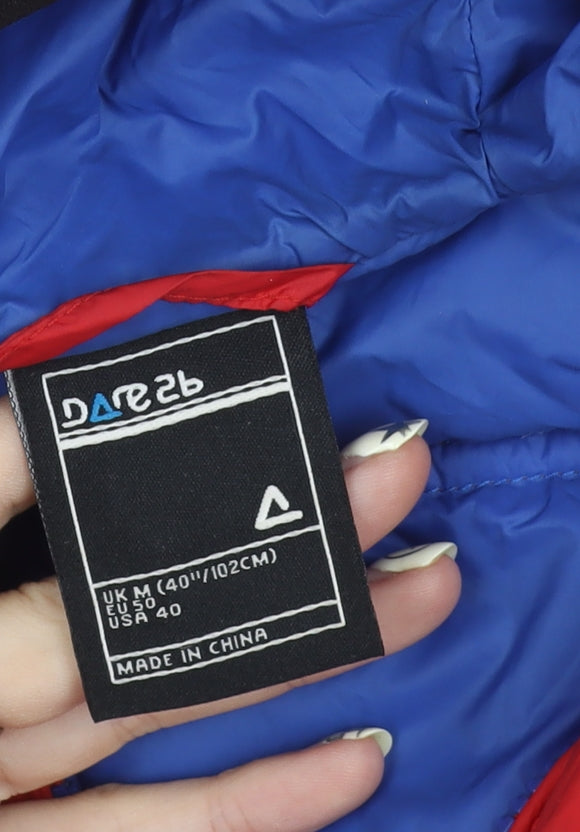 DAre2b
UK M (40"/102CM)
EU 50
USA 40
MADE IN CHINA